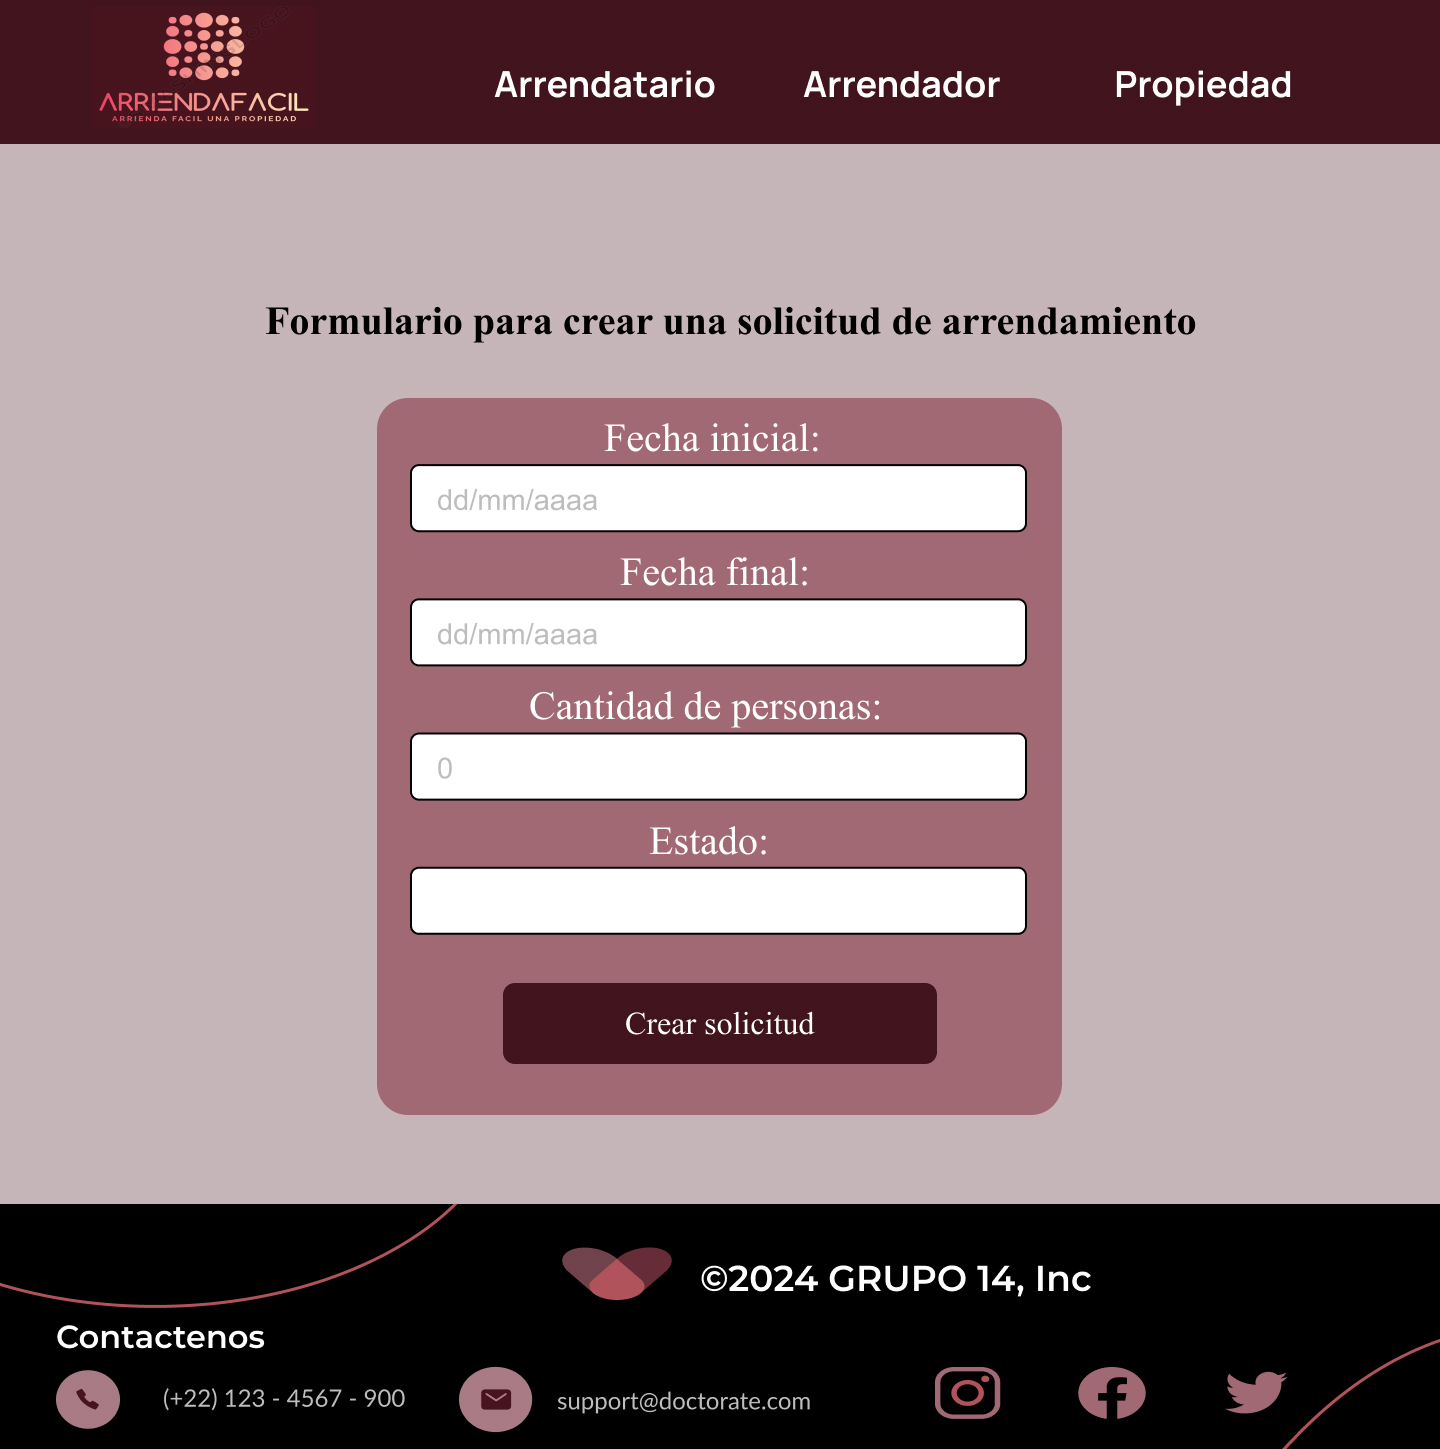 ARRIENDAFACIL
ARRIENDA FACIL UNA PROPIEDAD
Arrendatario Arrendador Propiedad
Formulario para crear una solicitud de arrendamiento
Fecha inicial:
dd/mm/aaaa
Fecha final:
dd/mm/aaaa
Cantidad de personas:
0
Estado:
Crear solicitud
©2024 GRUPO 14, Inc
Contactenos
(+22) 123 - 4567 - 900
support@doctorate.com